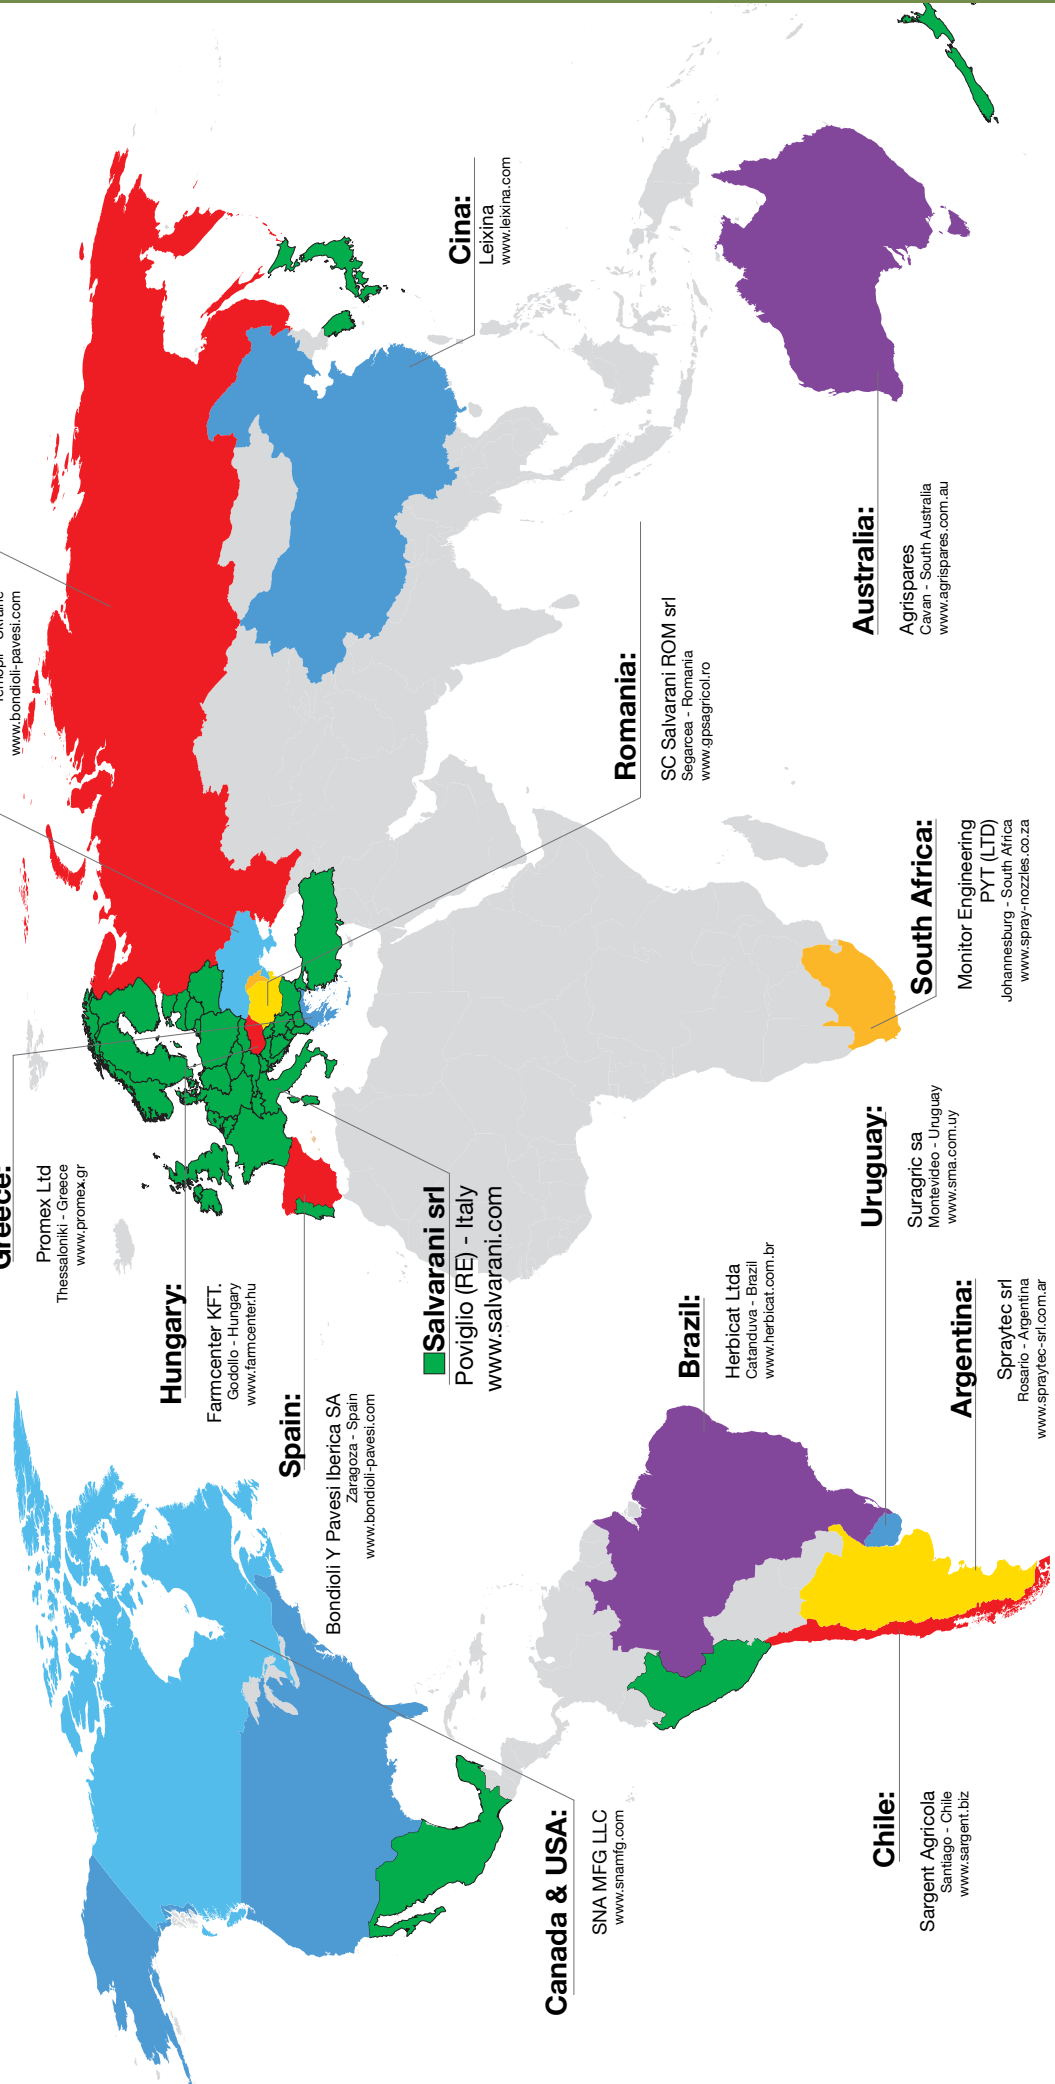 Ternopil - Ukraine
www.bondioli-pavesi.com
Greece:
Promex Ltd
Thessaloniki - Greece
www.promex.gr
Hungary:
Farmcenter KFT.
Godollo - Hungary
www.farmcenter.hu
Spain:
Bondioli Y Pavesi Iberica SA
Zaragoza - Spain
www.bondioli-pavesi.com
Salvarani srl
Poviglio (RE) - Italy
www.salvarani.com
Cina:
Leixina
www.leixina.com
Romania:
SC Salvarani ROM srl
Segarcea - Romania
www.gpsagricol.ro
Canada & USA:
SNA MFG LLC
www.snamfg.com
Brazil:
Herbicat Ltda
Catanduva - Brazil
www.herbicat.com.br
Australia:
Agrispares
Cavan - South Australia
www.agrispares.com.au
South Africa:
Monitor Engineering
PYT (LTD)
Johannesburg - South Africa
www.spray-nozzles.co.za
Uruguay:
Suragric sa
Montevideo - Uruguay
www.sma.com.uy
Chile:
Sargent Agricola
Santiago - Chile
www.sargent.biz
Argentina:
Spraytec srl
Rosario - Argentina
www.spraytec-srl.com.ar